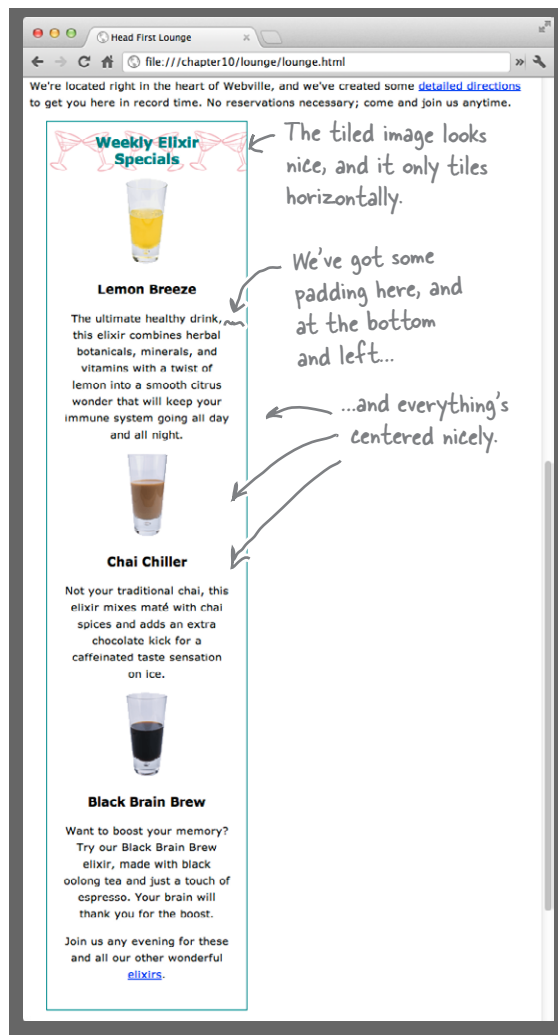 Head First Lounge
file:///chapter10/lounge/lounge.html
We're located right in the heart of Webville, and we've created some detailed directions
to get you here in record time. No reservations necessary; come and join us anytime.
Weekly Elixir
Specials
The tiled image looks
nice, and it only tiles
horizontally.
Lemon Breeze
We've got some
padding here, and
at the bottom
and left...
The ultimate healthy drink,
this elixir combines herbal
botanicals, minerals, and
vitamins with a twist of
lemon into a smooth citrus
wonder that will keep your
immune system going all day
and all night.
...and everything's
centered nicely.
Chai Chiller
Not your traditional chai, this
elixir mixes maté with chai
spices and adds an extra
chocolate kick for a
caffeinated taste sensation
on ice.
Black Brain Brew
Want to boost your memory?
Try our Black Brain Brew
elixir, made with black
oolong tea and just a touch of
espresso. Your brain will
thank you for the boost.
Join us any evening for these
and all our other wonderful
elixirs.